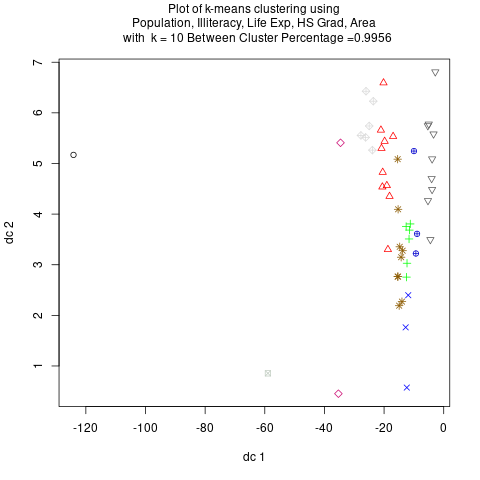 Plot of k-means clustering using
Population, Illiteracy, Life Exp, HS Grad, Area
with  k = 10 Between Cluster Percentage =0.9956
7
6
5
4
3
2
1
dc 2
-120 -100 -80 -60 -40 -20 0
dc 1